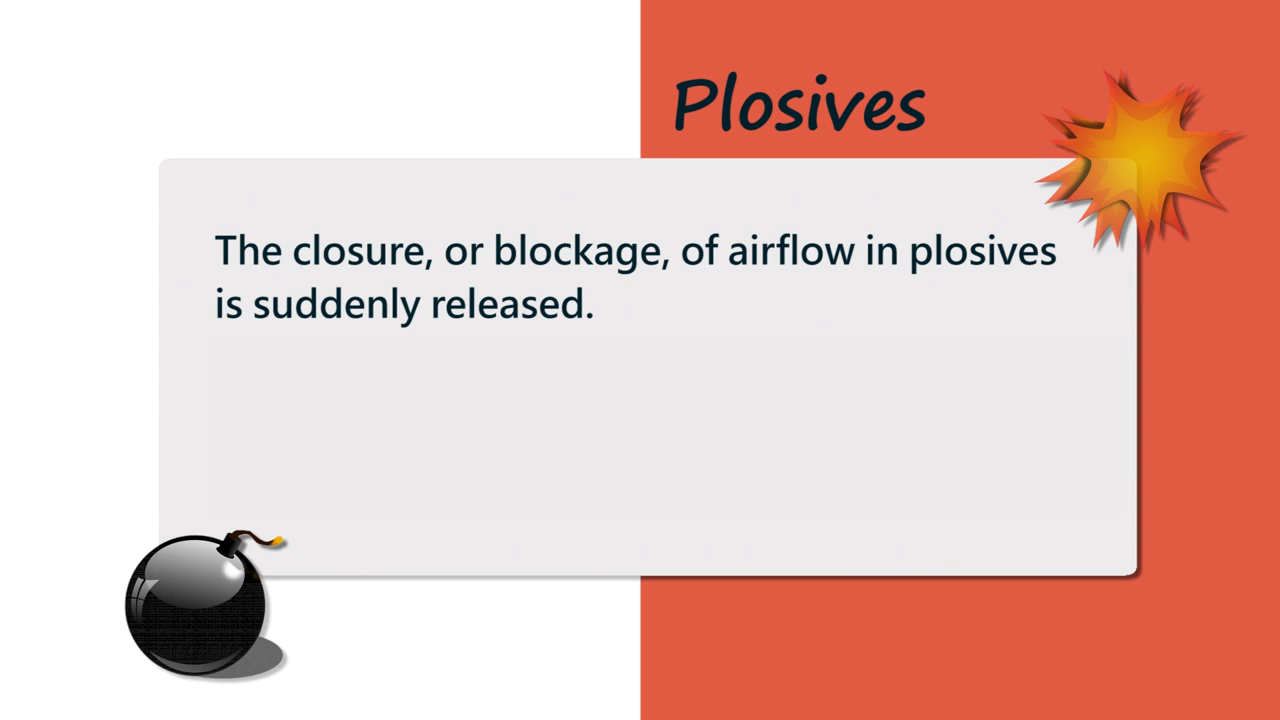 Plosives
The closure, or blockage, of airflow in plosives
is suddenly released.